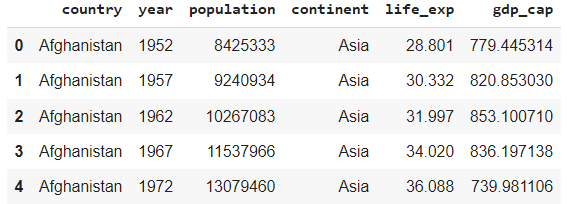 country year population continent life_exp gdp_cap
0 Afghanistan 1952 8425333 Asia 28.801 779.445314
1 Afghanistan 1957 9240934 Asia 30.332 820.853030
2 Afghanistan 1962 10267083 Asia 31.997 853.100710
3 Afghanistan 1967 11537966 Asia 34.020 836.197138
4 Afghanistan 1972 13079460 Asia 36.088 739.981106